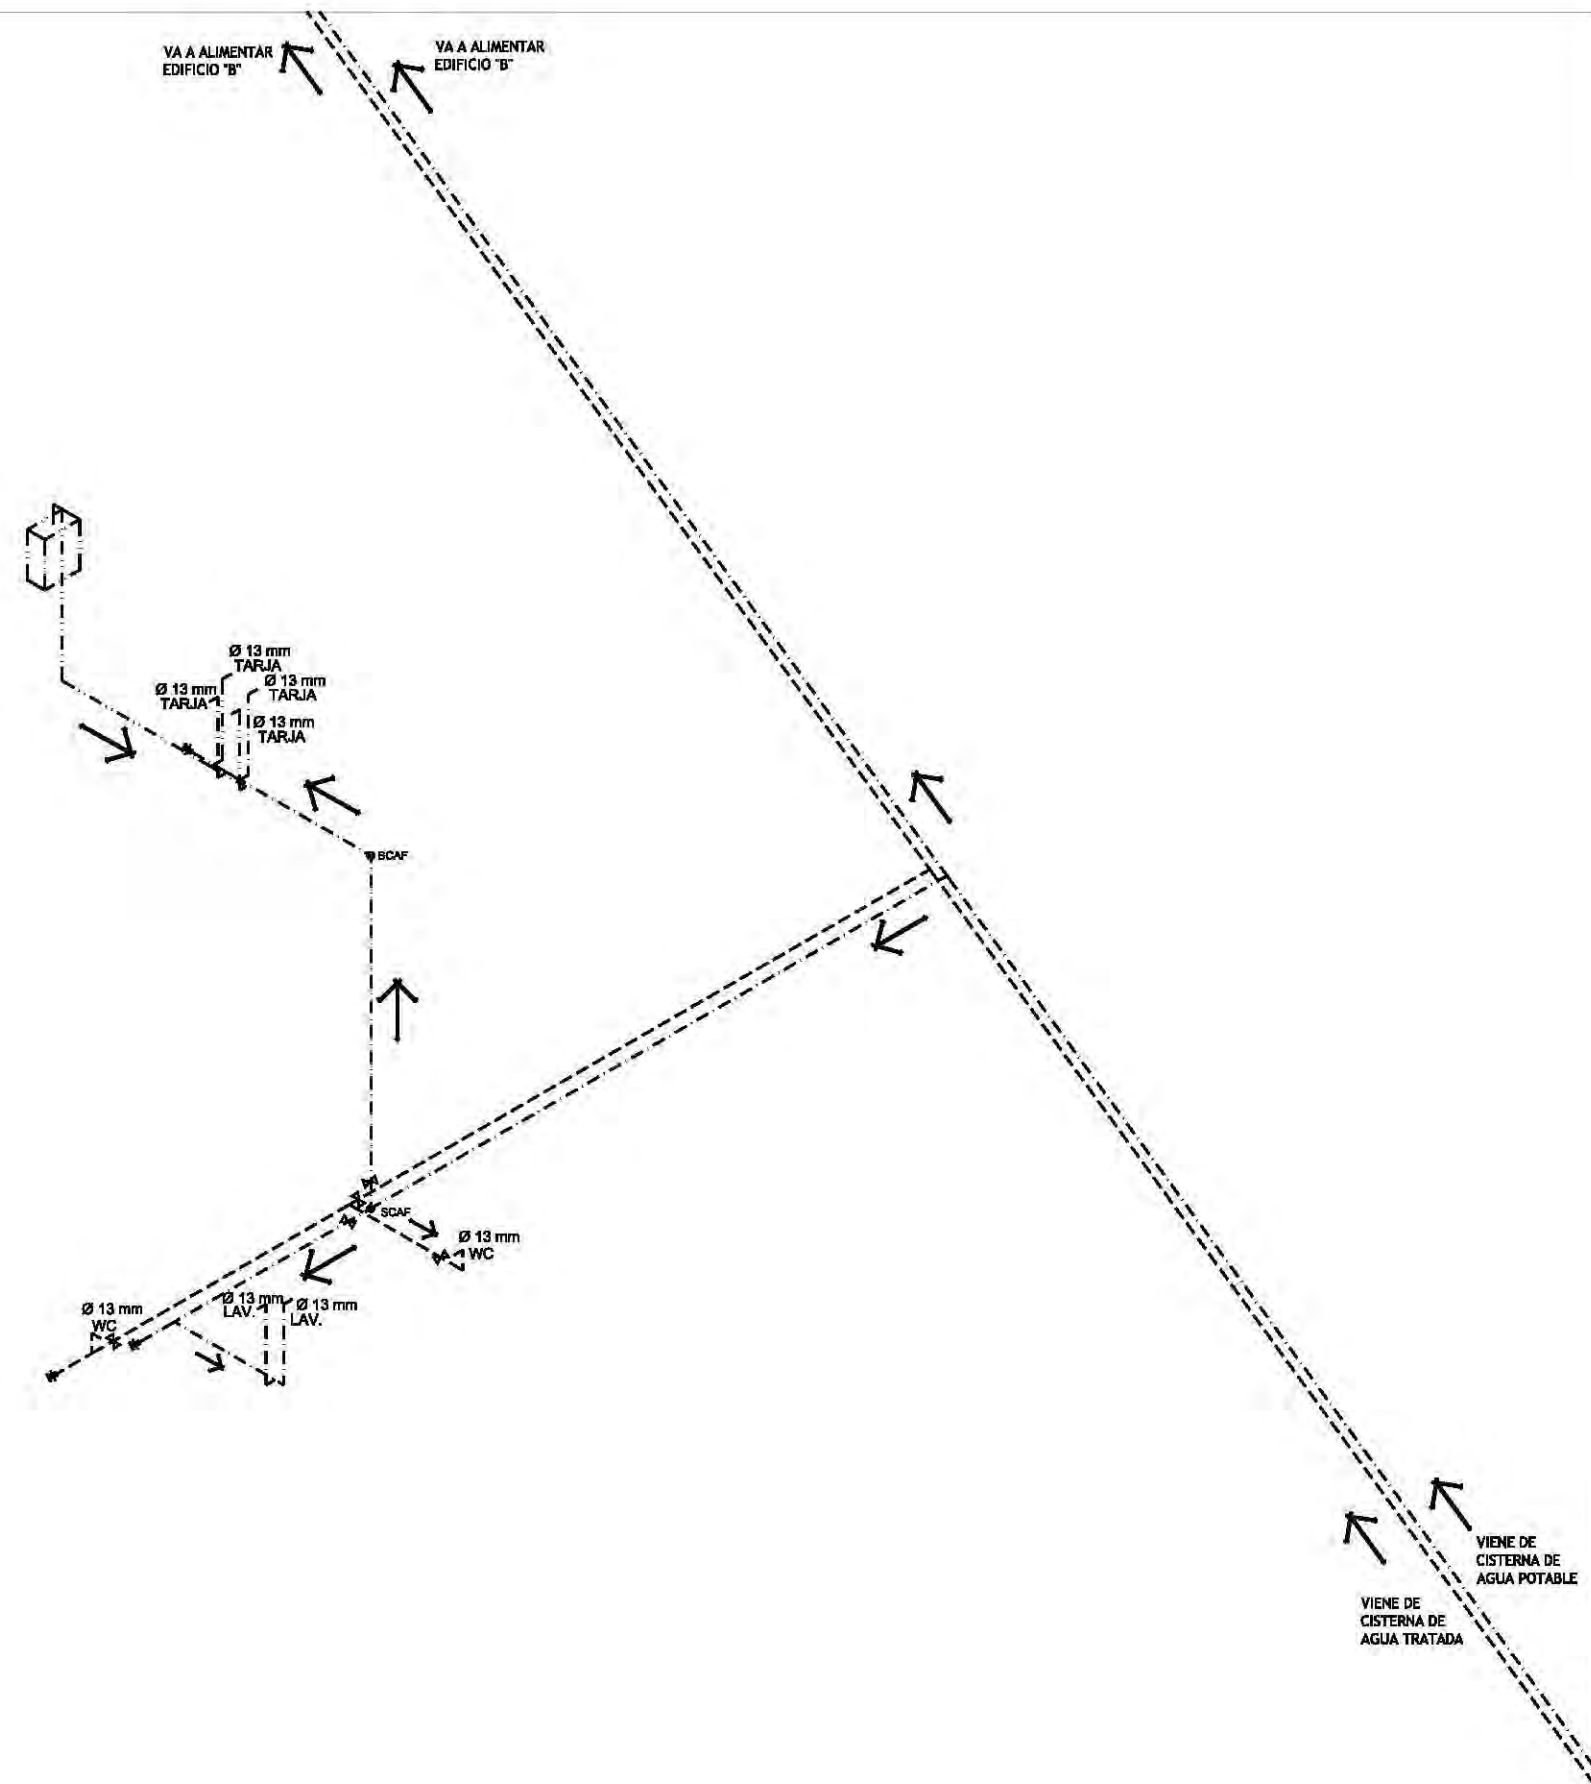 VA A ALIMENTAR
EDIFICIO "B"
VA A ALIMENTAR
EDIFICIO "B"
Ø 13 mm
TARJA
Ø 13 mm
TARJA
Ø 13 mm
TARJA
Ø 13 mm
TARJA
BCAF
SCAF
Ø 13 mm
WC
Ø 13 mm
LAV.
Ø 13 mm
LAV.
Ø 13 mm
WC
VIENE DE
CISTERNA DE
AGUA POTABLE
VIENE DE
CISTERNA DE
AGUA TRATADA